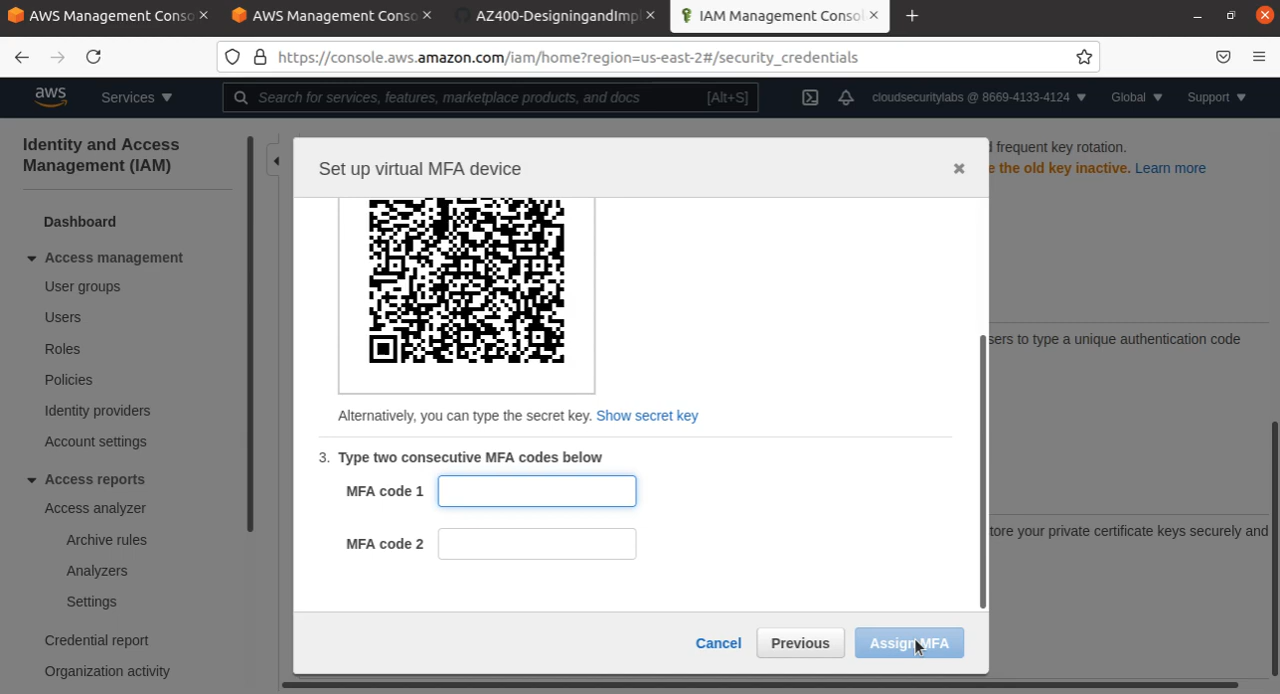 AWS Management Conso
AWS Management Conso
AZ400-DesigningandImpl
IAM Management Consol
https://console.aws.amazon.com/iam/home?region=us-east-2#/security_credentials
aws
Services
Search for services, features, marketplace products, and docs
[Alt+S]
cloudsecuritylabs @ 8669-4133-4124
Global
Support
Identity and Access
Management (IAM)
Dashboard
Access management
User groups
Users
Roles
Policies
Identity providers
Account settings
Access reports
Access analyzer
Archive rules
Analyzers
Settings
Credential report
Organization activity
Set up virtual MFA device
Alternatively, you can type the secret key. Show secret key
3. Type two consecutive MFA codes below
MFA code 1
MFA code 2
Cancel
Previous
Assign MFA
frequent key rotation.
the old key inactive. Learn more
sers to type a unique authentication code
tore your private certificate keys securely and